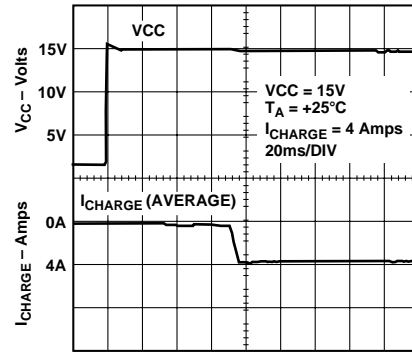 VCC
15V
10V
5V
VCC – Volts
VCC = 15V
TA = +25°C
ICHARGE = 4 Amps
20ms/DIV
ICHARGE (AVERAGE)
0A
4A
ICHARGE – Amps